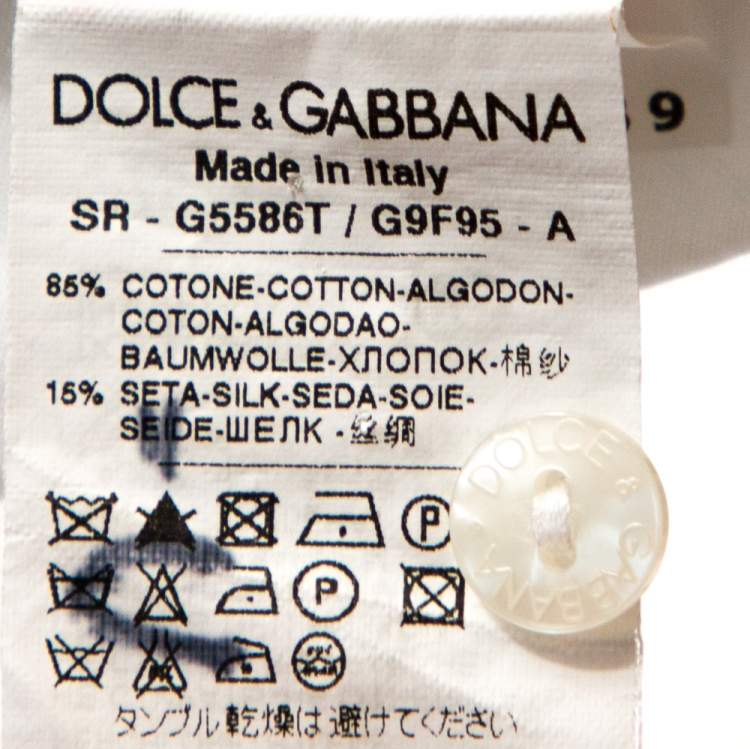 DOLCE & GABBANA
9
Made in Italy
SR - G5586T / G9F95 - A
85% COTONE-COTTON-ALGODON-
COTON-ALGODAO-
BAUMWOLLE-ХЛОПОК-棉纱
15% SETA-SILK-SEDA-SOIE-
SEIDE-ШЕЛК -丝绸
P
DOLCE & GABBANA
P
タンブル乾燥は避けてください